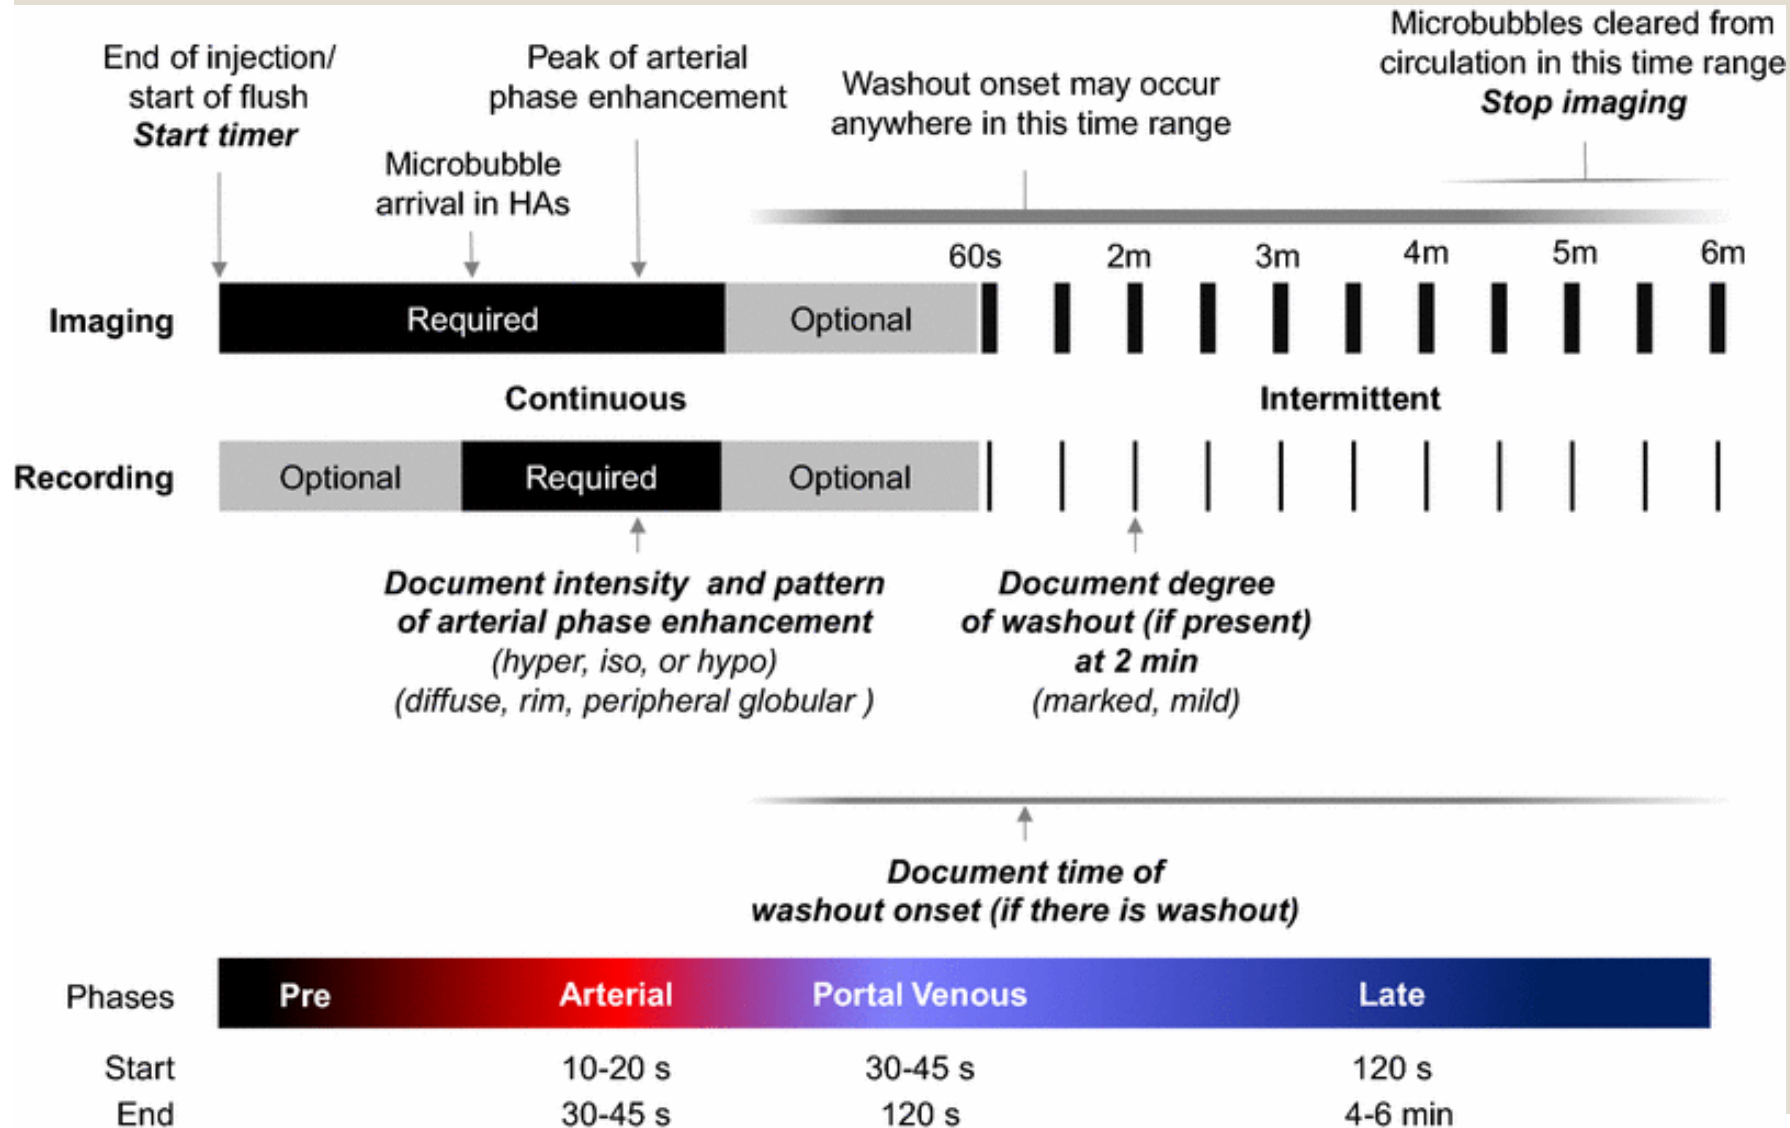 End of injection/
start of flush
Start timer
Microbubble
arrival in HAs
Peak of arterial
phase enhancement
Washout onset may occur
anywhere in this time range
Microbubbles cleared from
circulation in this time range
Stop imaging
60s 2m 3m 4m 5m 6m
Imaging Required Optional
Continuous Intermittent
Recording Optional Required Optional
Document intensity and pattern
of arterial phase enhancement
(hyper, iso, or hypo)
(diffuse, rim, peripheral globular )
Document degree
of washout (if present)
at 2 min
(marked, mild)
Document time of
washout onset (if there is washout)
Phases Pre Arterial Portal Venous Late
Start 10-20 s 30-45 s 120 s
End 30-45 s 120 s 4-6 min